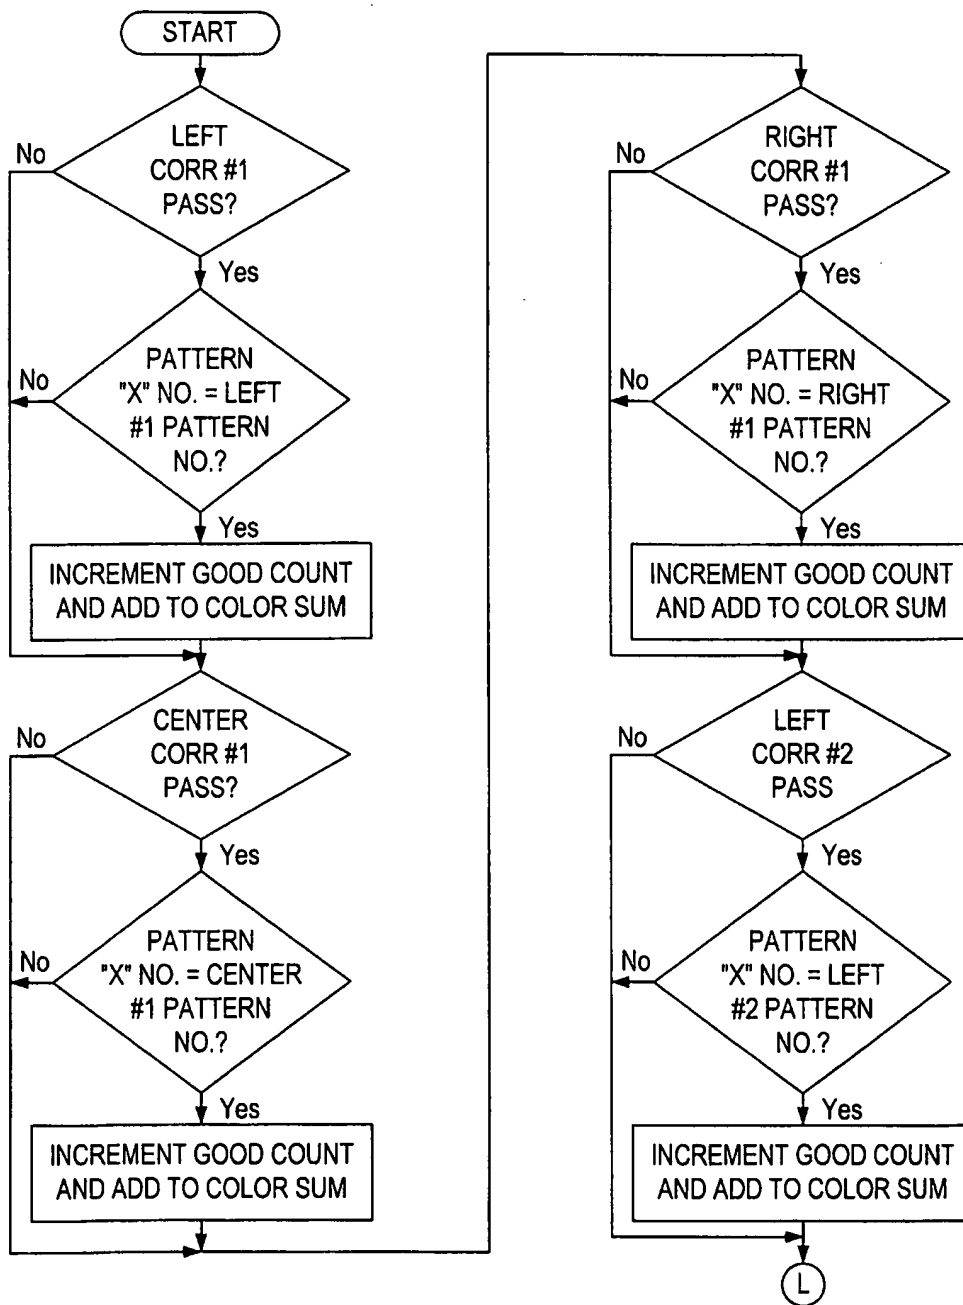 START
LEFT
CORR #1
PASS?
No
Yes
PATTERN
"X" NO. = LEFT
#1 PATTERN
NO.?
No
Yes
INCREMENT GOOD COUNT
AND ADD TO COLOR SUM
CENTER
CORR #1
PASS?
No
Yes
PATTERN
"X" NO. = CENTER
#1 PATTERN
NO.?
No
Yes
INCREMENT GOOD COUNT
AND ADD TO COLOR SUM
RIGHT
CORR #1
PASS?
No
Yes
PATTERN
"X" NO. = RIGHT
#1 PATTERN
NO.?
No
Yes
INCREMENT GOOD COUNT
AND ADD TO COLOR SUM
LEFT
CORR #2
PASS
No
Yes
PATTERN
"X" NO. = LEFT
#2 PATTERN
NO.?
No
Yes
INCREMENT GOOD COUNT
AND ADD TO COLOR SUM
L